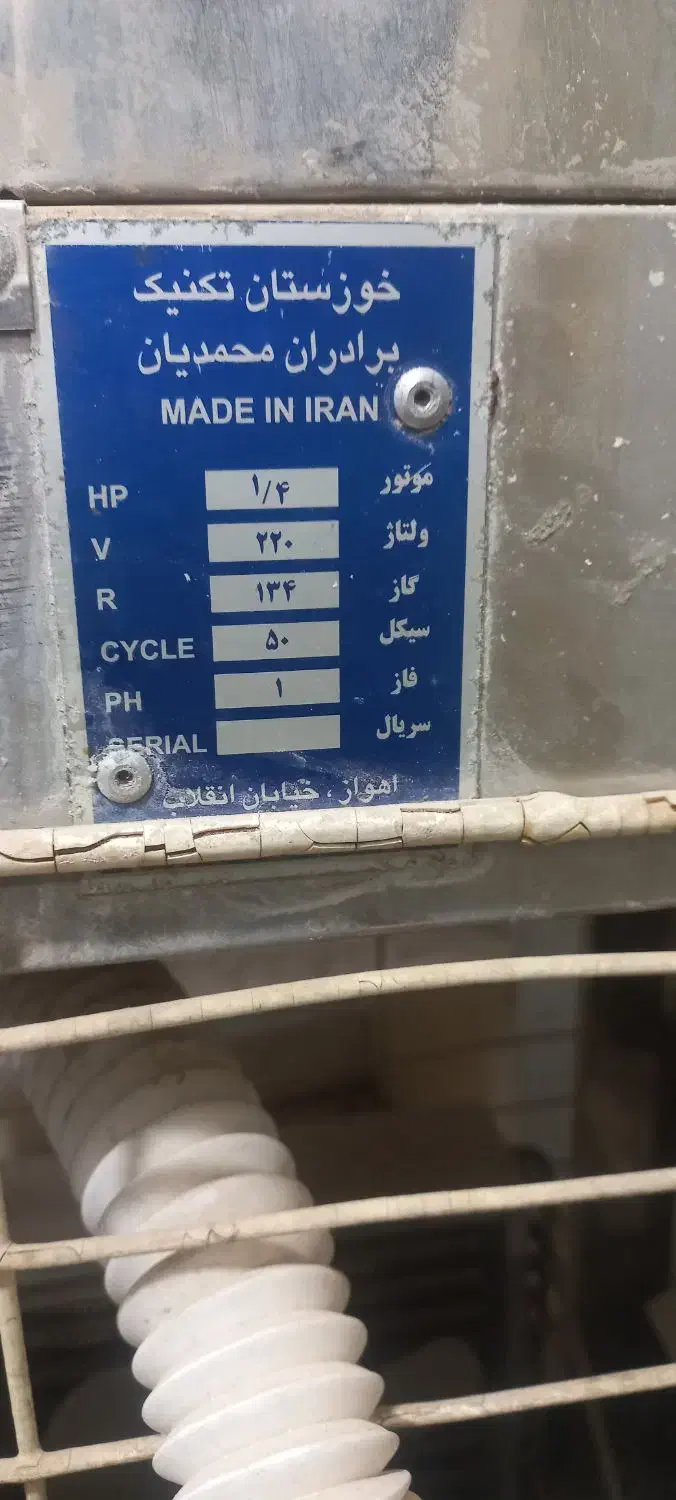 خوزستان تکنیک
برادران محمدیان
MADE IN IRAN
HP ۱/۴ موتور
V ۲۲۰ ولتاژ
R ۱۳۴ گاز
CYCLE ۵۰ سیکل
PH ۱ فاز
SERIAL سریال
اهواز ، خیابان انقلاب